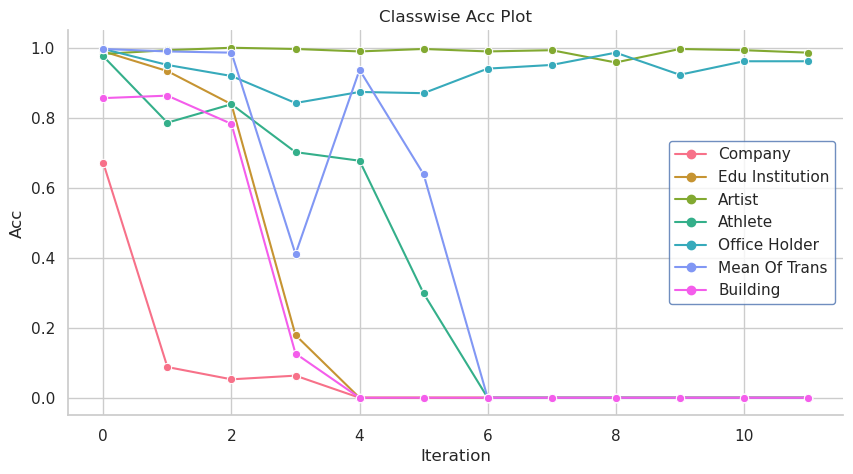 Classwise Acc Plot
1.0
0.8
0.6
0.4
0.2
0.0
Acc
Company
Edu Institution
Artist
Athlete
Office Holder
Mean Of Trans
Building
0 2 4 6 8 10
Iteration